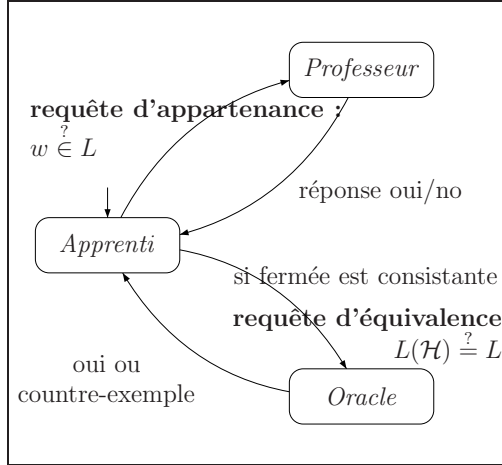 Professeur
requête d'appartenance :
w ∈? L
réponse oui/no
Apprenti
si fermée est consistante
requête d'équivalence
L(ℋ) =? L
oui ou
countre-exemple
Oracle